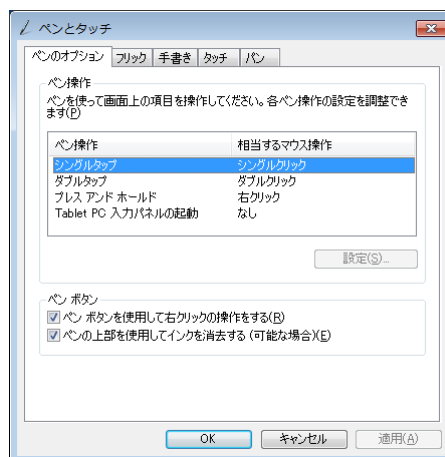 ペンとタッチ
ペンのオプション フリック 手書き タッチ パン
ペン操作
ペンを使って画面上の項目を操作してください。各ペン操作の設定を調整でき
ます(P)
ペン操作 相当するマウス操作
シングルタップ シングルクリック
ダブルタップ ダブルクリック
プレス アンド ホールド 右クリック
Tablet PC 入力パネルの起動 なし
設定(S)...
ペン ボタン
ペン ボタンを使用して右クリックの操作をする(R)
ペンの上部を使用してインクを消去する (可能な場合)(E)
OK キャンセル 適用(A)